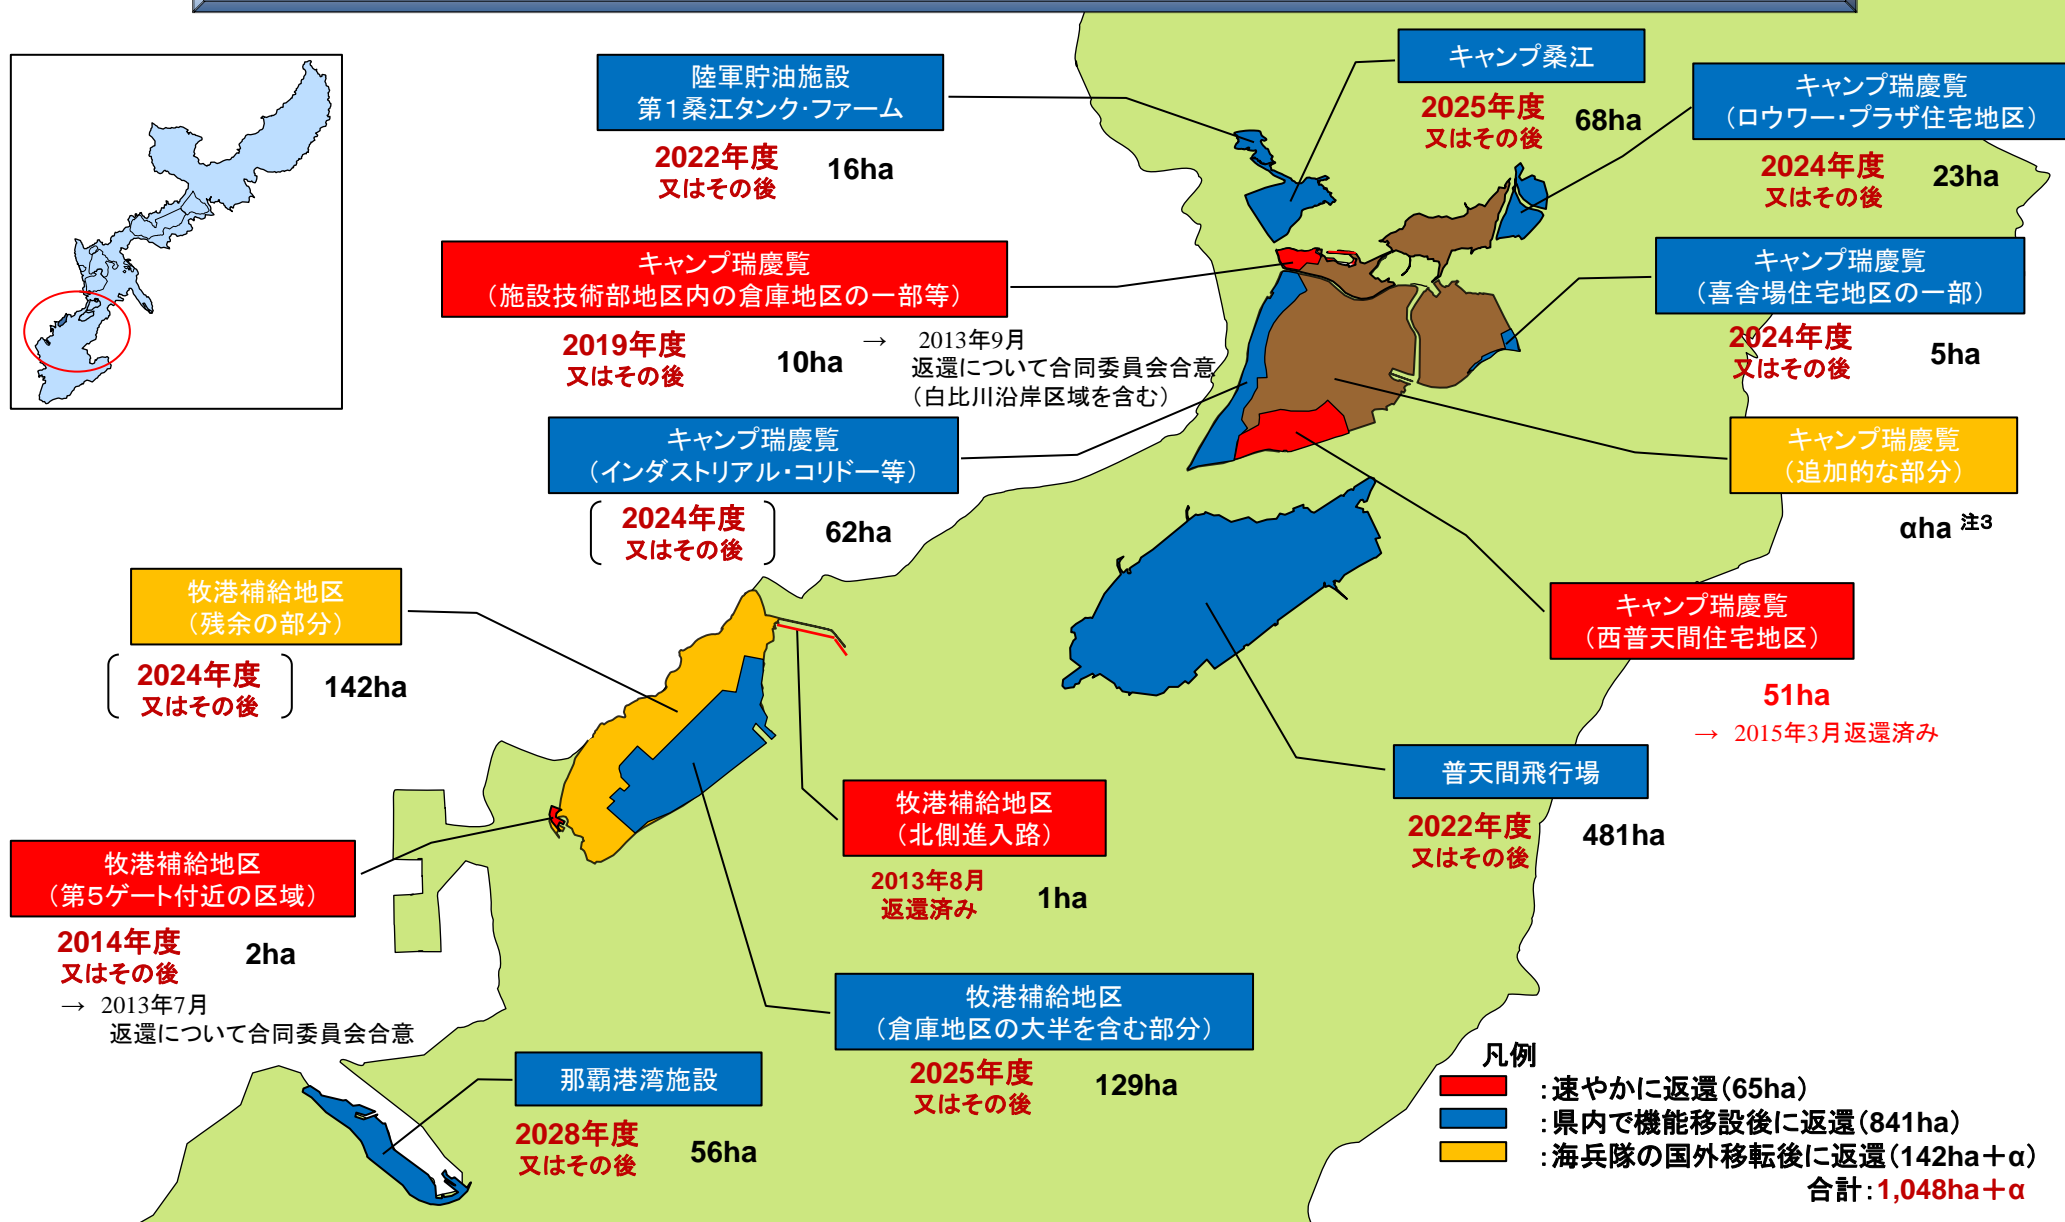 陸軍貯油施設
第1桑江タンク・ファーム
2022年度
又はその後
16ha
キャンプ桑江
2025年度
又はその後
68ha
キャンプ瑞慶覧
（ロウワー・プラザ住宅地区）
2024年度
又はその後
23ha
キャンプ瑞慶覧
（施設技術部地区内の倉庫地区の一部等）
2019年度
又はその後
10ha
→ 2013年9月
返還について合同委員会合意
（白比川沿岸区域を含む）
キャンプ瑞慶覧
（喜舎場住宅地区の一部）
2024年度
又はその後
5ha
キャンプ瑞慶覧
（インダストリアル・コリドー等）
2024年度
又はその後
62ha
キャンプ瑞慶覧
（追加的な部分）
αha 注3
牧港補給地区
（残余の部分）
2024年度
又はその後
142ha
キャンプ瑞慶覧
（西普天間住宅地区）
51ha
→ 2015年3月返還済み
普天間飛行場
2022年度
又はその後
481ha
牧港補給地区
（北側進入路）
2013年8月
返還済み
1ha
牧港補給地区
（第5ゲート付近の区域）
2014年度
又はその後
2ha
→ 2013年7月
返還について合同委員会合意
牧港補給地区
（倉庫地区の大半を含む部分）
2025年度
又はその後
129ha
那覇港湾施設
2028年度
又はその後
56ha
凡例
：速やかに返還（65ha）
：県内で機能移設後に返還（841ha）
：海兵隊の国外移転後に返還（142ha＋α）
合計：1,048ha＋α